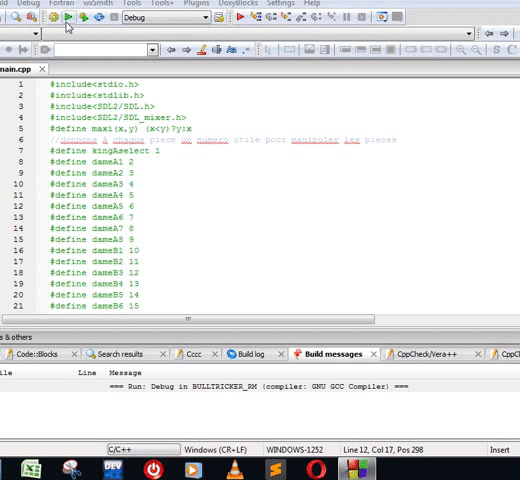 Debug Fortran wxSmith Tools Tools+ Plugins DoxyBlocks Settings Help
Debug
main.cpp
1 #include<stdio.h>
2 #include<stdlib.h>
3 #include<SDL2/SDL.h>
4 #include<SDL2/SDL_mixer.h>
5 #define maxi(x,y) (x<y)?y:x
6 //donnons à chaque piece un numero utile pour manipuler les pieces
7 #define kingAselect 1
8 #define dameA1 2
9 #define dameA2 3
10 #define dameA3 4
11 #define dameA4 5
12 #define dameA5 6
13 #define dameA6 7
14 #define dameA7 8
15 #define dameA8 9
16 #define dameB1 10
17 #define dameB2 11
18 #define dameB3 12
19 #define dameB4 13
20 #define dameB5 14
21 #define dameB6 15
s & others
Code::Blocks Search results Cccc Build log Build messages CppCheck/Vera++ CppC
ile Line Message
=== Run: Debug in BULLTRICKER_RM (compiler: GNU GCC Compiler) ===
C/C++ Windows (CR+LF) WINDOWS-1252 Line 12, Col 17, Pos 298 Insert
DEV